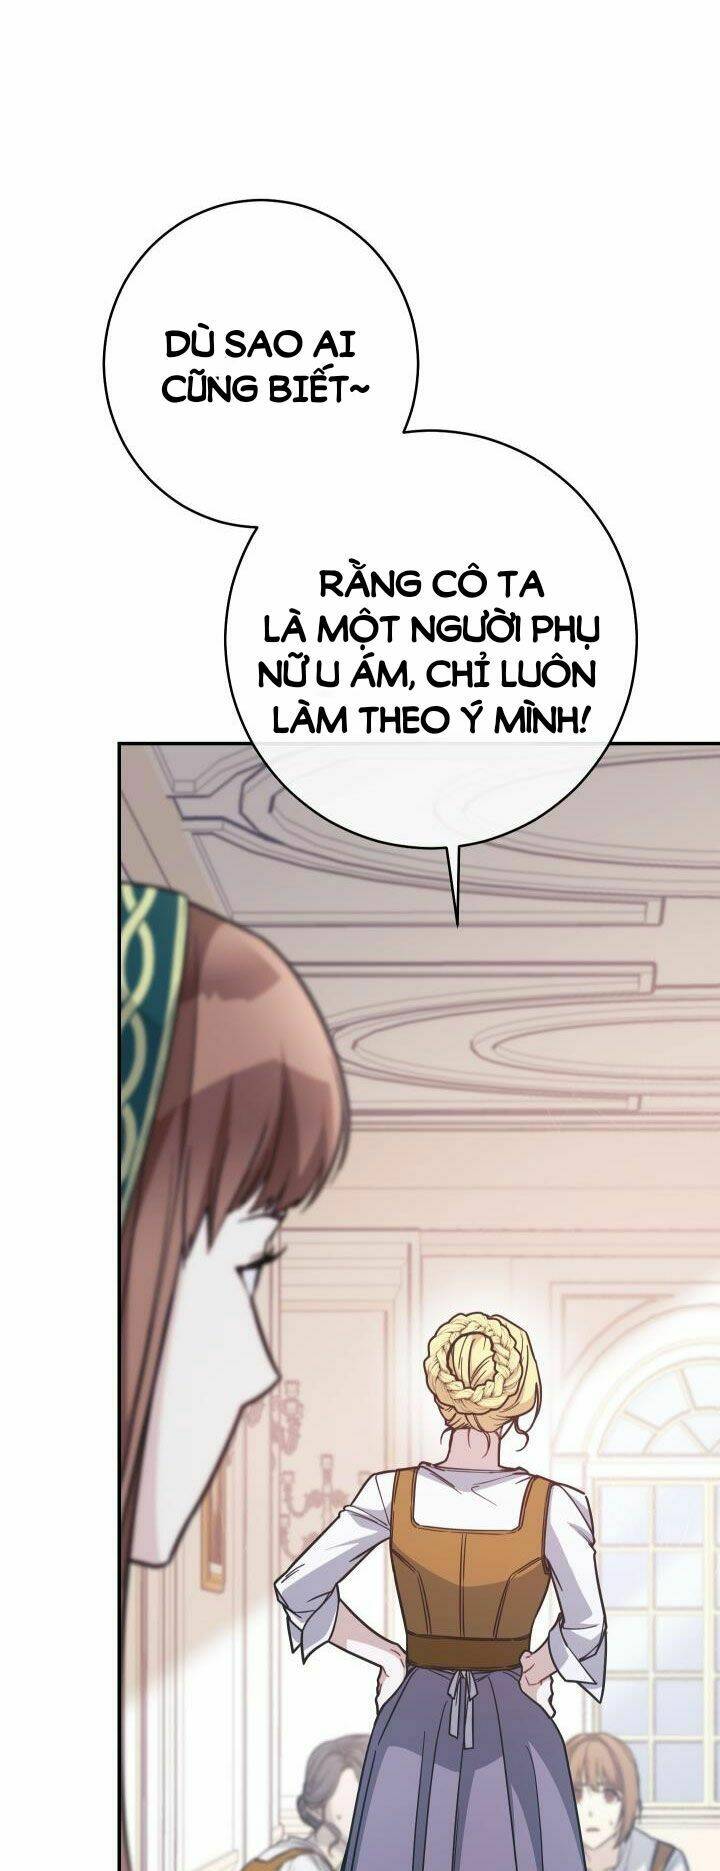 DÙ SAO AI
CŨNG BIẾT~
RẰNG CÔ TA
LÀ MỘT NGƯỜI PHỤ
NỮ U ÁM, CHỈ LUÔN
LÀM THEO Ý MÌNH!